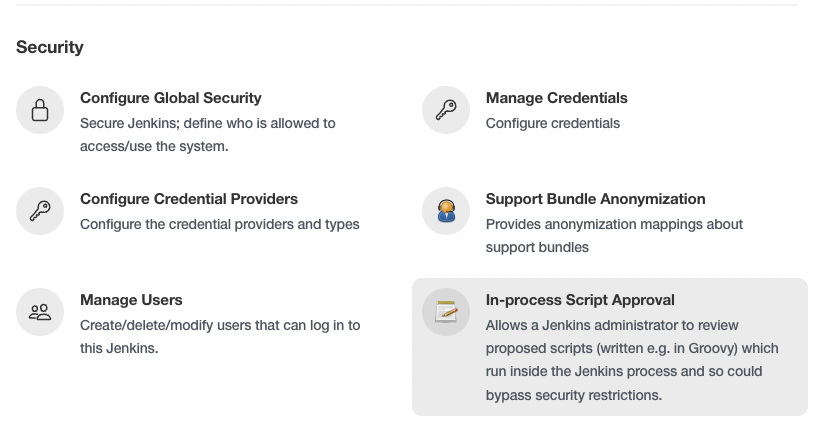 Security
Configure Global Security
Secure Jenkins; define who is allowed to
access/use the system.
Manage Credentials
Configure credentials
Configure Credential Providers
Configure the credential providers and types
Support Bundle Anonymization
Provides anonymization mappings about
support bundles
Manage Users
Create/delete/modify users that can log in to
this Jenkins.
In-process Script Approval
Allows a Jenkins administrator to review
proposed scripts (written e.g. in Groovy) which
run inside the Jenkins process and so could
bypass security restrictions.